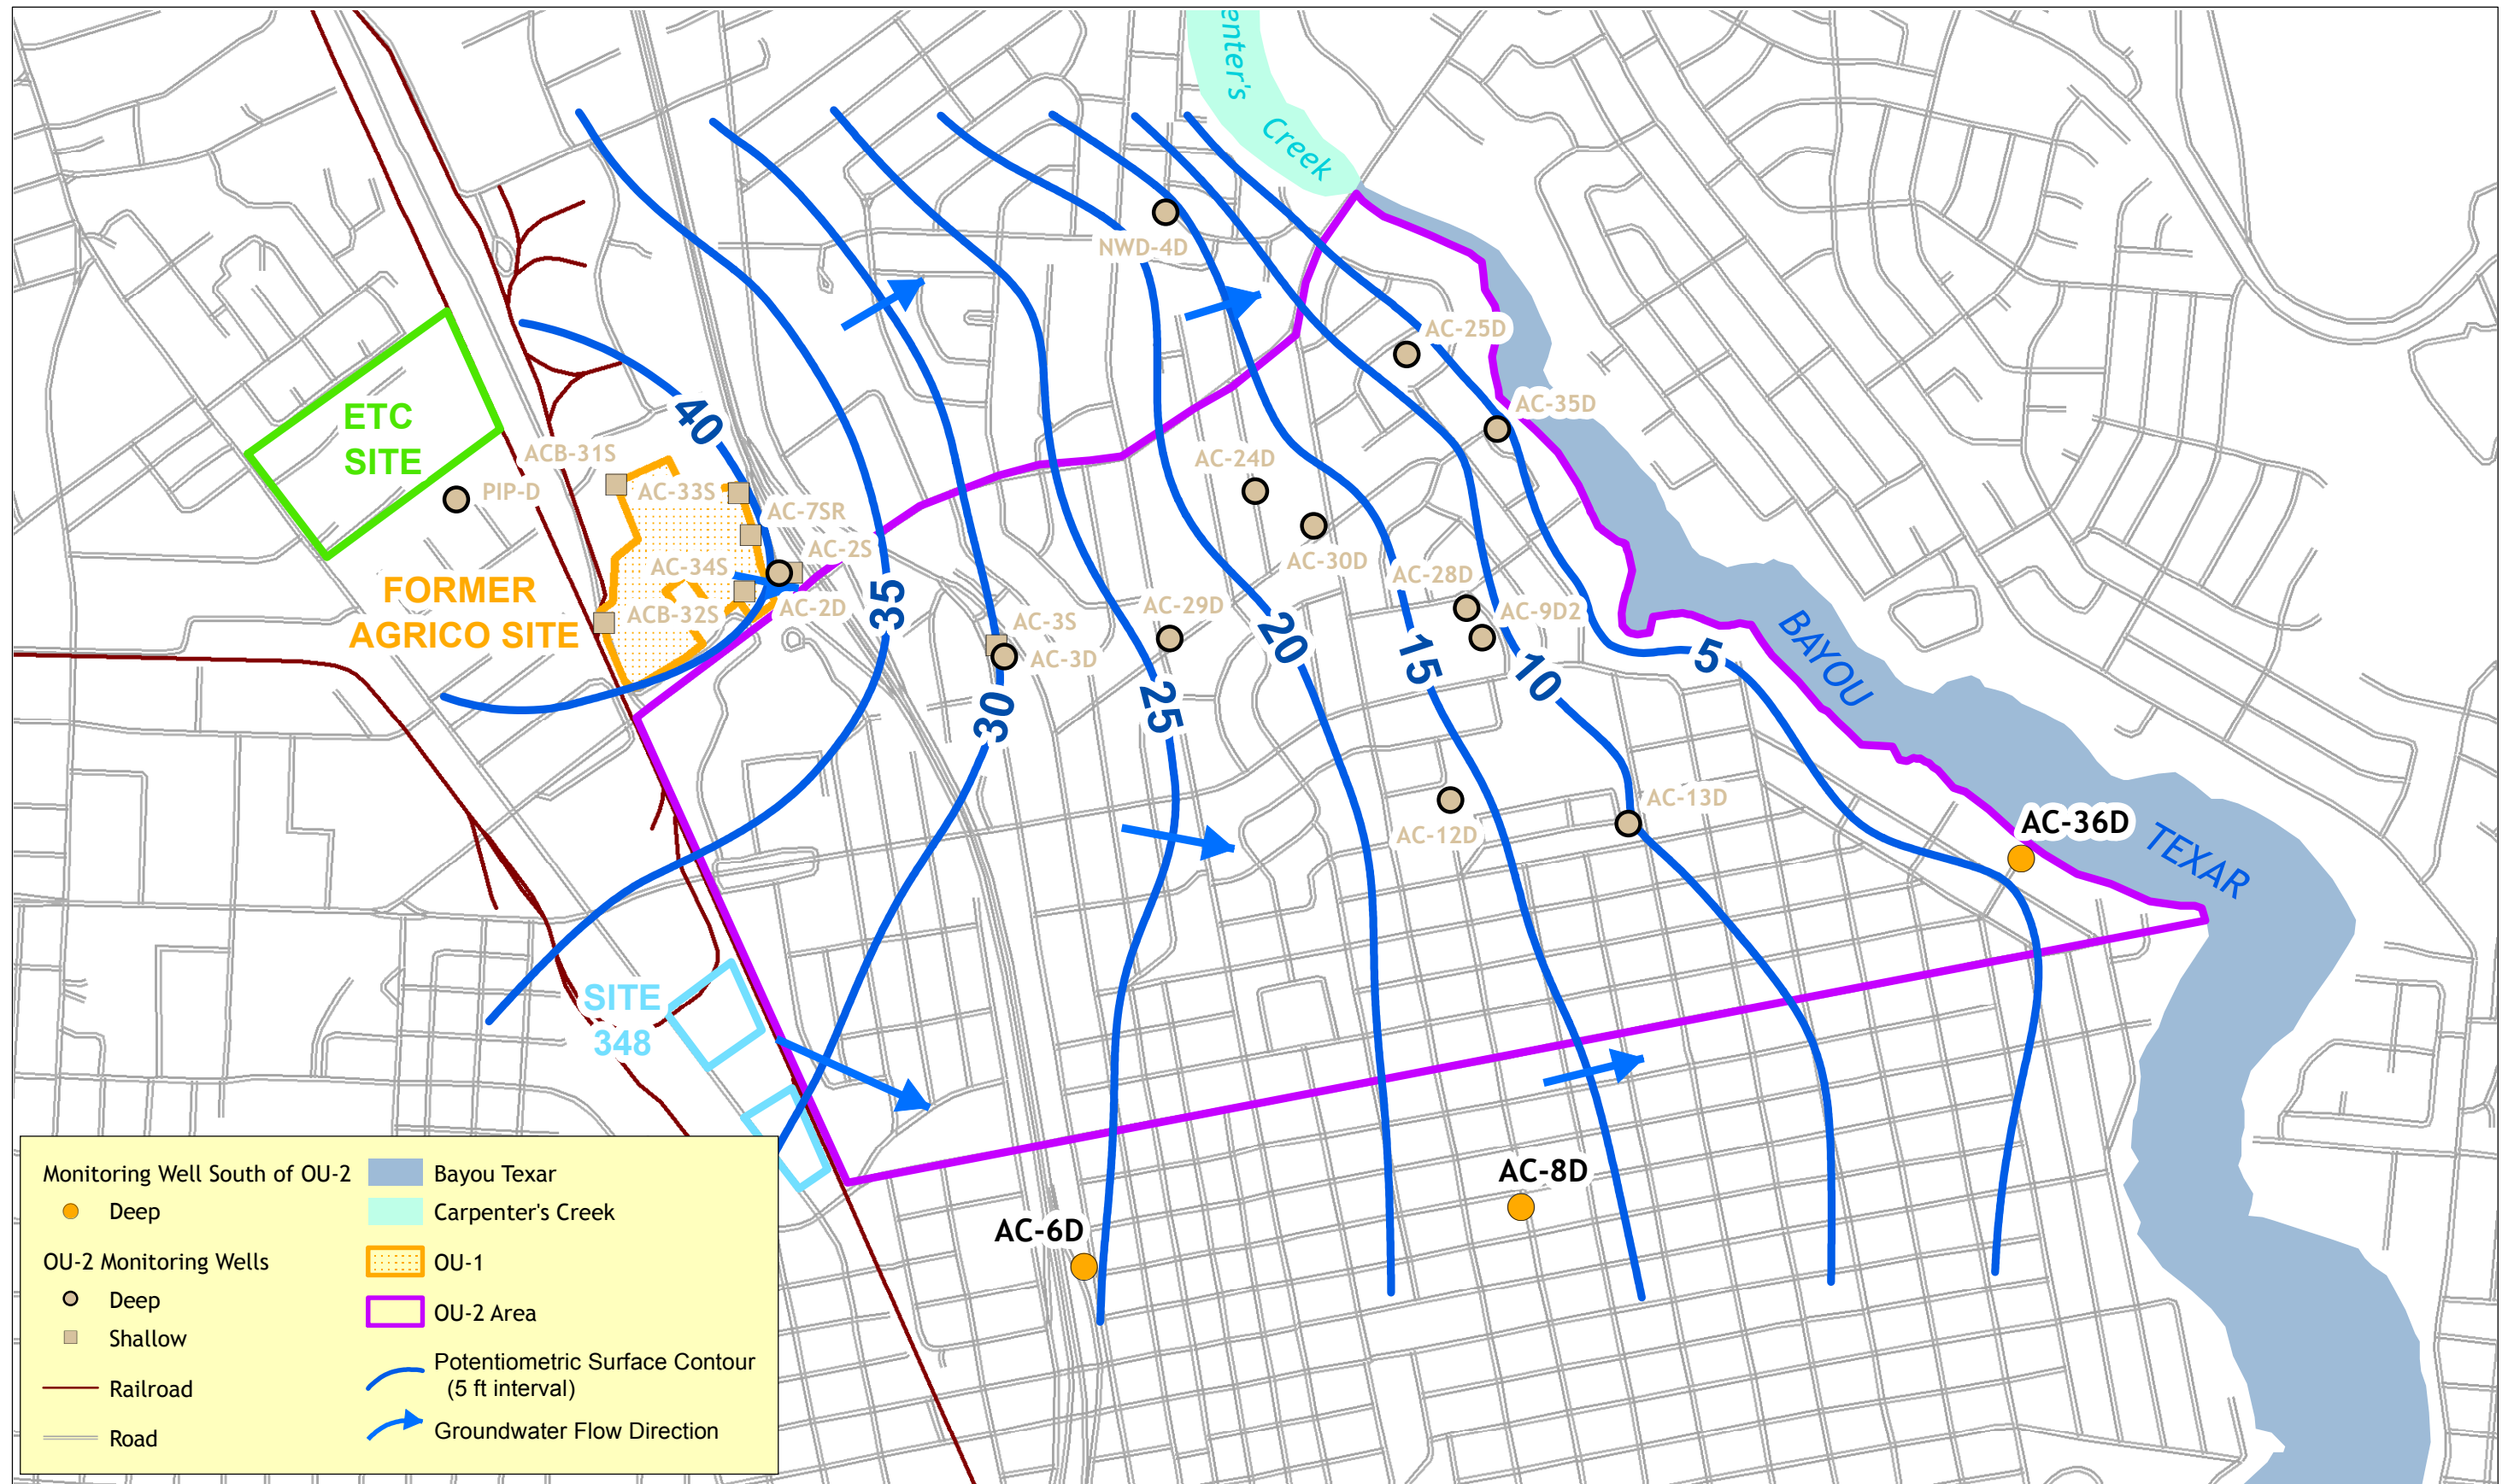 enter's
Creek
NWD-4D
AC-25D
ETC
SITE
40
AC-35D
ACB-31S
PIP-D
AC-33S
AC-24D
AC-7SR
AC-2S
AC-30D
AC-34S
AC-28D
FORMER
AGRICO SITE
ACB-32S
AC-2D
35
AC-29D
AC-9D2
AC-3S
AC-3D
20
15
10
5
BAYOU
30
25
AC-13D
AC-12D
AC-36D
TEXAR
SITE
348
AC-8D
AC-6D
Monitoring Well South of OU-2
Deep
OU-2 Monitoring Wells
Deep
Shallow
Railroad
Road
Bayou Texar
Carpenter's Creek
OU-1
OU-2 Area
Potentiometric Surface Contour
(5 ft interval)
Groundwater Flow Direction